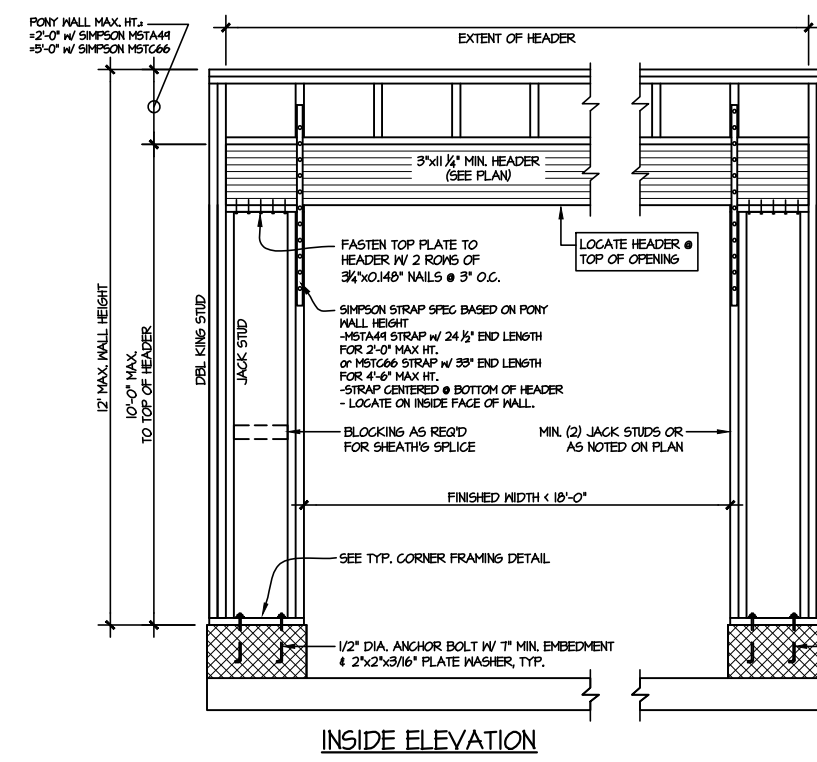 PONY WALL MAX. HT.:
=2'-0" W/ SIMPSON MSTA49
=5'-0" W/ SIMPSON MSTC66
EXTENT OF HEADER
3"x11 1/4" MIN. HEADER
(SEE PLAN)
FASTEN TOP PLATE TO
HEADER W/ 2 ROWS OF
3 1/4"x0.148" NAILS @ 3" O.C.
LOCATE HEADER @
TOP OF OPENING
SIMPSON STRAP SPEC BASED ON PONY
WALL HEIGHT
-MSTA49 STRAP W/ 24 1/2" END LENGTH
FOR 2'-0" MAX HT.
or MSTC66 STRAP W/ 33" END LENGTH
FOR 4'-6" MAX HT.
-STRAP CENTERED @ BOTTOM OF HEADER
- LOCATE ON INSIDE FACE OF WALL.
12' MAX. WALL HEIGHT
10'-0" MAX.
TO TOP OF HEADER
DBL KING STUD
JACK STUD
BLOCKING AS REQ'D
FOR SHEATH'G SPLICE
MIN. (2) JACK STUDS OR
AS NOTED ON PLAN
FINISHED WIDTH < 18'-0"
SEE TYP. CORNER FRAMING DETAIL
1/2" DIA. ANCHOR BOLT W/ 7" MIN. EMBEDMENT
& 2"x2"x3/16" PLATE WASHER, TYP.
INSIDE ELEVATION